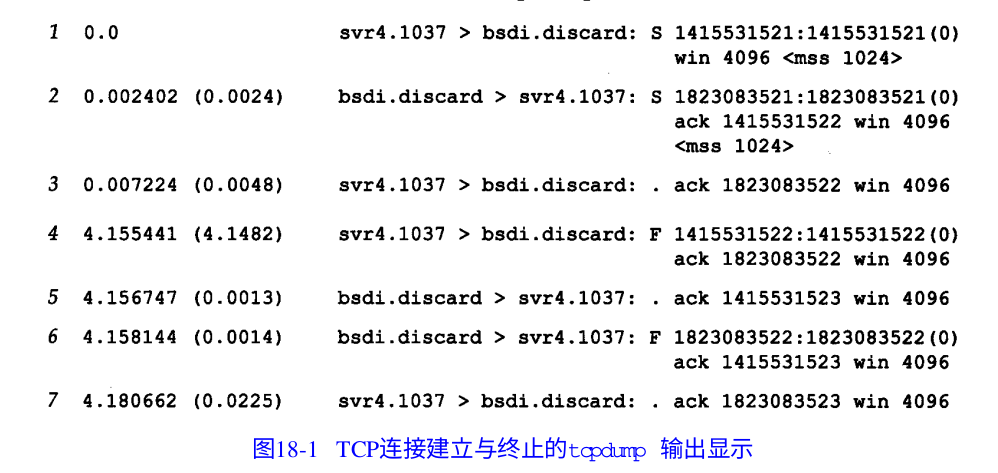 1 0.0 svr4.1037 > bsdi.discard: S 1415531521:1415531521(0)
win 4096 <mss 1024>
2 0.002402 (0.0024) bsdi.discard > svr4.1037: S 1823083521:1823083521(0)
ack 1415531522 win 4096
<mss 1024>
3 0.007224 (0.0048) svr4.1037 > bsdi.discard: . ack 1823083522 win 4096
4 4.155441 (4.1482) svr4.1037 > bsdi.discard: F 1415531522:1415531522(0)
ack 1823083522 win 4096
5 4.156747 (0.0013) bsdi.discard > svr4.1037: . ack 1415531523 win 4096
6 4.158144 (0.0014) bsdi.discard > svr4.1037: F 1823083522:1823083522(0)
ack 1415531523 win 4096
7 4.180662 (0.0225) svr4.1037 > bsdi.discard: . ack 1823083523 win 4096
图18-1 TCP连接建立与终止的tcpdump 输出显示